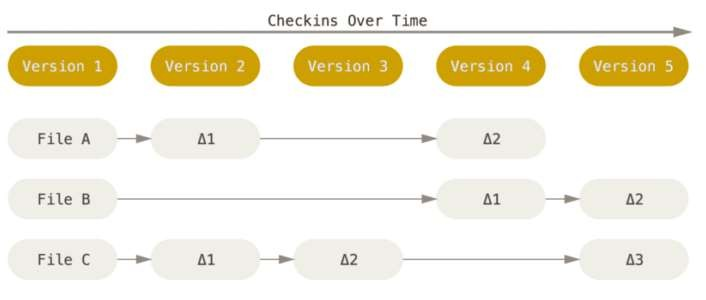 Checkins Over Time
Version 1 Version 2 Version 3 Version 4 Version 5
File A Δ1 Δ2
File B Δ1 Δ2
File C Δ1 Δ2 Δ3